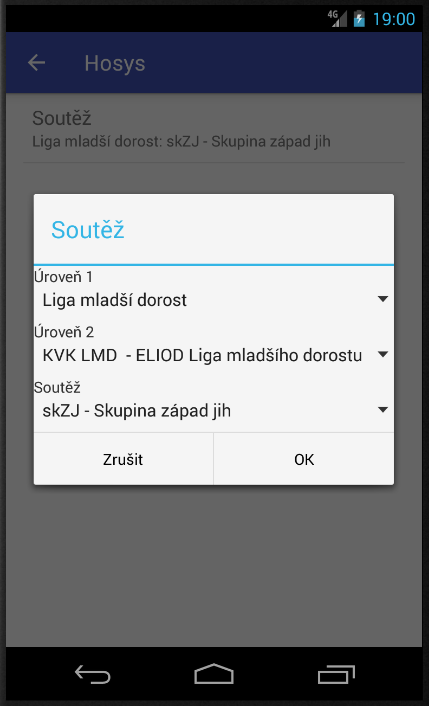 4G 19:00
Hosys
Soutěž
Liga mladší dorost: skZJ - Skupina západ jih
Soutěž
Úroveň 1
Liga mladší dorost
Úroveň 2
KVK LMD  - ELIOD Liga mladšího dorostu
Soutěž
skZJ - Skupina západ jih
Zrušit OK